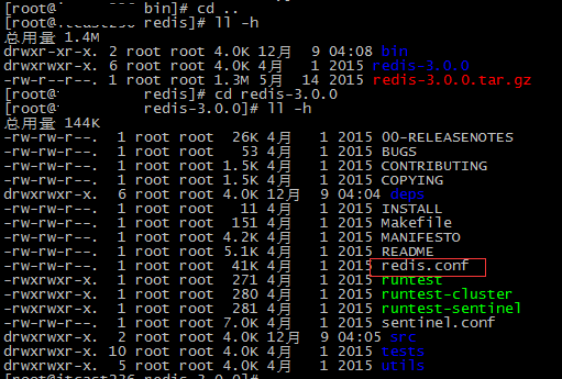 [root@ bin]# cd ..
[root@ redis]# ll -h
总用量 1.4M
drwxr-xr-x. 2 root root 4.0K 12月 9 04:08 bin
drwxrwxr-x. 6 root root 4.0K 4月 1 2015 redis-3.0.0
-rw-r--r--. 1 root root 1.3M 5月 14 2015 redis-3.0.0.tar.gz
[root@ redis]# cd redis-3.0.0
[root@ redis-3.0.0]# ll -h
总用量 144K
-rw-rw-r--. 1 root root 26K 4月 1 2015 00-RELEASENOTES
-rw-rw-r--. 1 root root 53 4月 1 2015 BUGS
-rw-rw-r--. 1 root root 1.5K 4月 1 2015 CONTRIBUTING
-rw-rw-r--. 1 root root 1.5K 4月 1 2015 COPYING
drwxrwxr-x. 6 root root 4.0K 12月 9 04:04 deps
-rw-rw-r--. 1 root root 11 4月 1 2015 INSTALL
-rw-rw-r--. 1 root root 151 4月 1 2015 Makefile
-rw-rw-r--. 1 root root 4.2K 4月 1 2015 MANIFESTO
-rw-rw-r--. 1 root root 5.1K 4月 1 2015 README
-rw-rw-r--. 1 root root 41K 4月 1 2015 redis.conf
-rwxrwxr-x. 1 root root 271 4月 1 2015 runtest
-rwxrwxr-x. 1 root root 280 4月 1 2015 runtest-cluster
-rwxrwxr-x. 1 root root 281 4月 1 2015 runtest-sentinel
-rw-rw-r--. 1 root root 7.0K 4月 1 2015 sentinel.conf
drwxrwxr-x. 2 root root 4.0K 12月 9 04:05 src
drwxrwxr-x. 10 root root 4.0K 4月 1 2015 tests
drwxrwxr-x. 5 root root 4.0K 4月 1 2015 utils